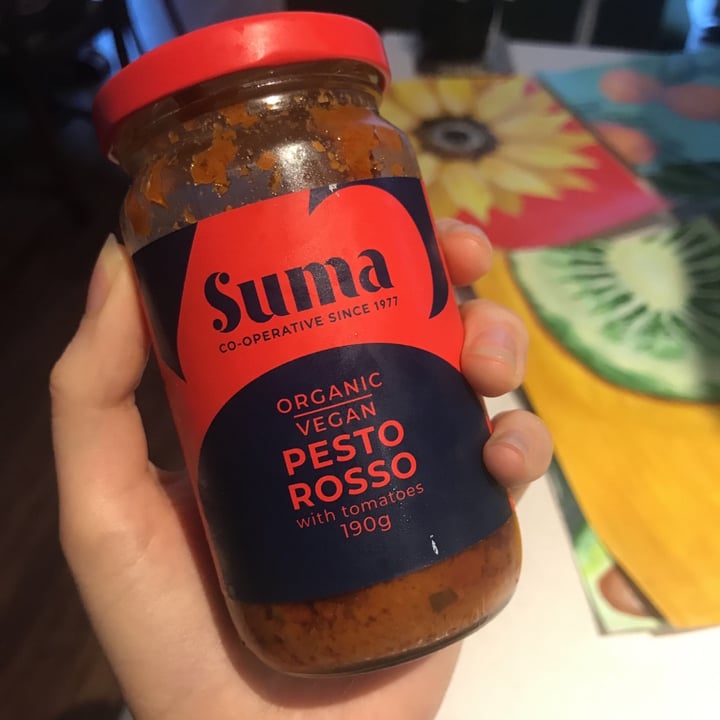 Suma
CO-OPERATIVE SINCE 1977
ORGANIC
VEGAN
PESTO
ROSSO
with tomatoes
190g